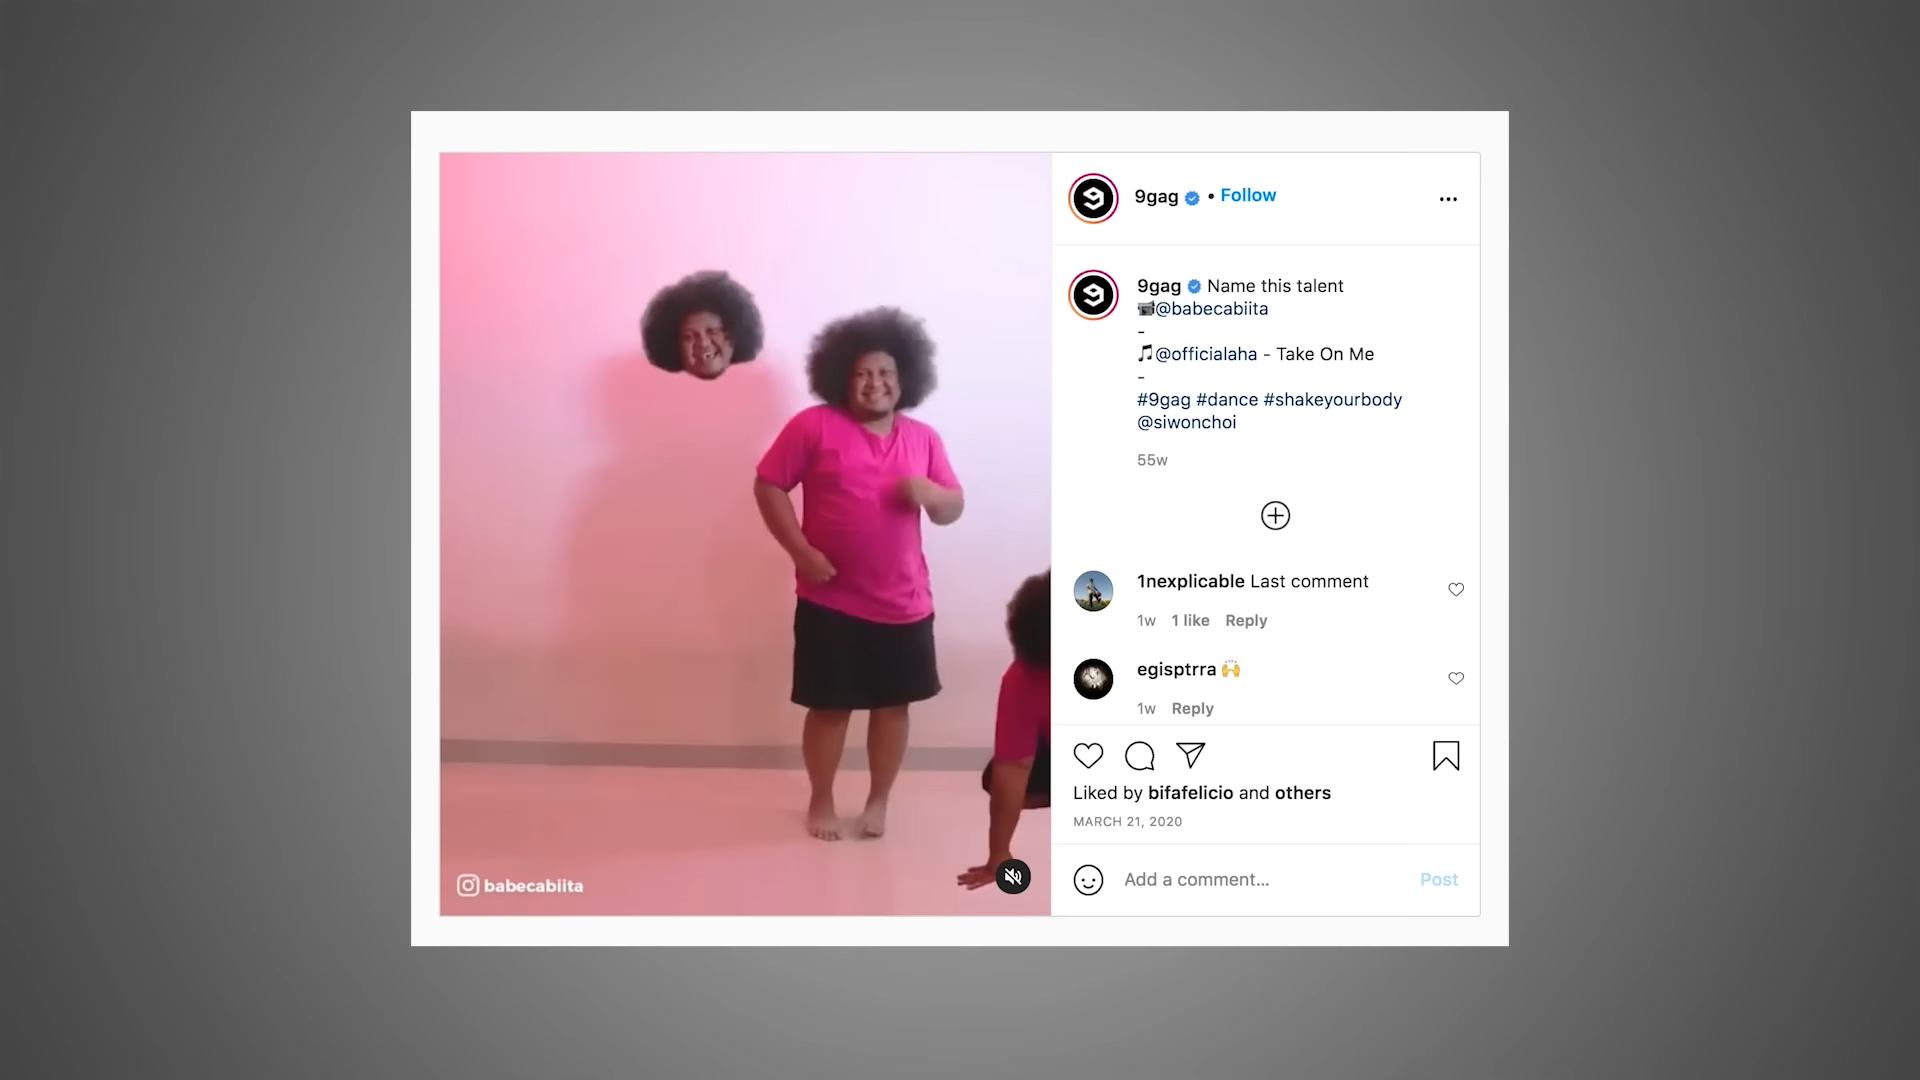 9gag • Follow
9gag Name this talent
@babecabiita
-
@officialaha - Take On Me
-
#9gag #dance #shakeyourbody
@siwonchoi
55w
1nexplicable Last comment
1w 1 like Reply
egisptrra 🙌
1w Reply
Liked by bifafelicio and others
MARCH 21, 2020
Add a comment... Post
babecabiita